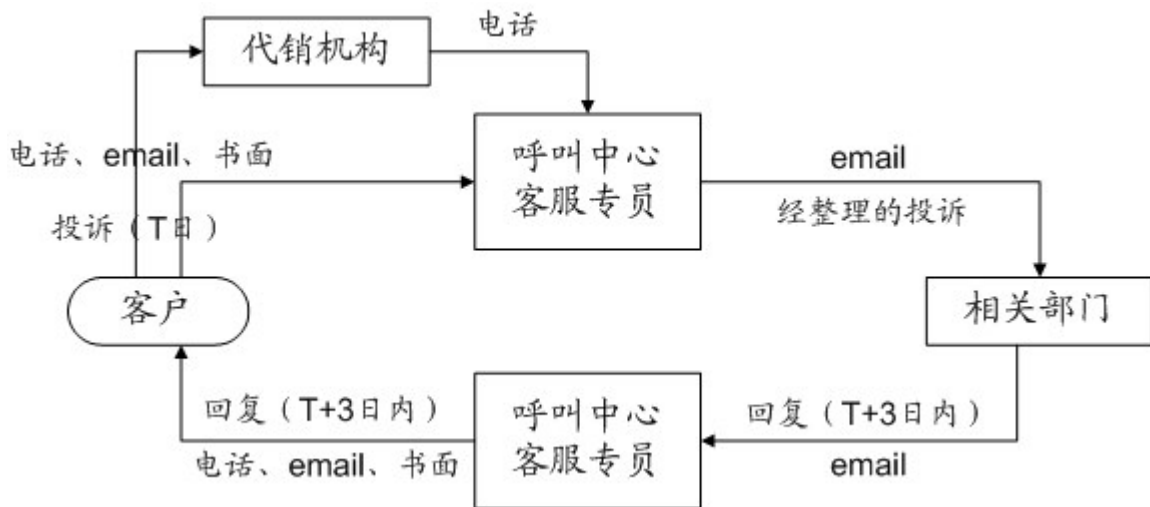 代销机构
电话
呼叫中心
客服专员
电话、email、书面
投诉（T日）
email
经整理的投诉
客户
相关部门
回复（T+3日内）
电话、email、书面
呼叫中心
客服专员
回复（T+3日内）
email